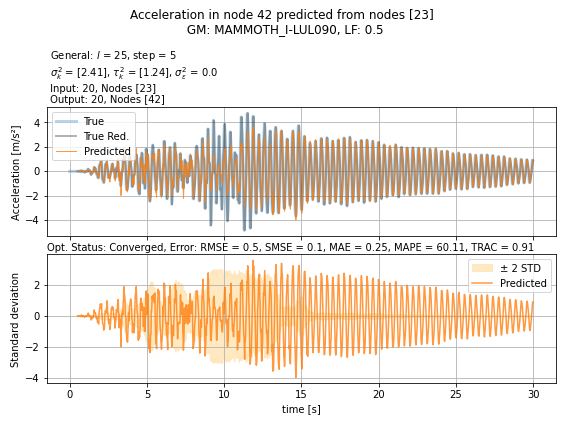 Acceleration in node 42 predicted from nodes [23]
GM: MAMMOTH_I-LUL090, LF: 0.5
General: l = 25, step = 5
σ²ₖ = [2.41], τ²ₖ = [1.24], σ²ε = 0.0
Input: 20, Nodes [23]
Output: 20, Nodes [42]
True
True Red.
Predicted
Acceleration [m/s²]
4
2
0
−2
−4
Opt. Status: Converged, Error: RMSE = 0.5, SMSE = 0.1, MAE = 0.25, MAPE = 60.11, TRAC = 0.91
± 2 STD
Predicted
Standard deviation
2
0
−2
−4
0 5 10 15 20 25 30
time [s]